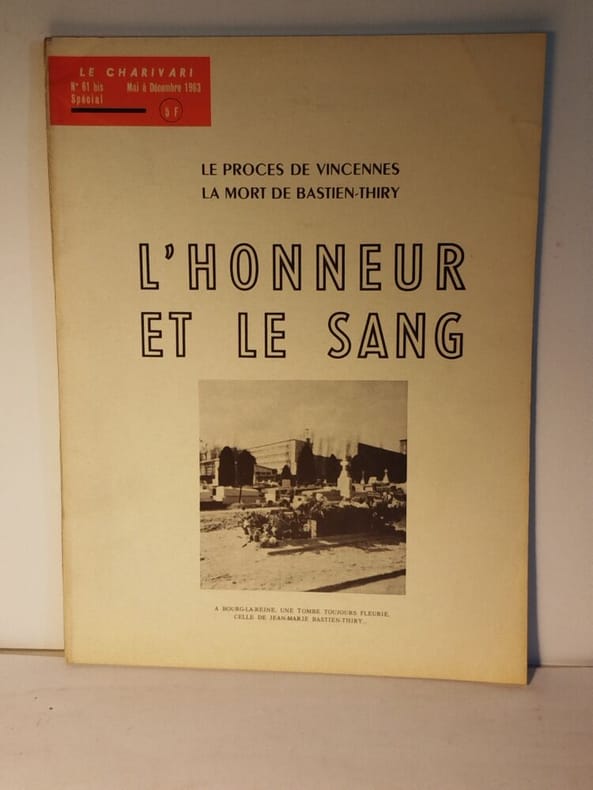 LE CHARIVARI
N° 61 bis Mai à Décembre 1963
Spécial
5 F
LE PROCES DE VINCENNES
LA MORT DE BASTIEN-THIRY
L'HONNEUR
ET LE SANG
A BOURG-LA-REINE, UNE TOMBE TOUJOURS FLEURIE,
CELLE DE JEAN-MARIE BASTIEN-THIRY...